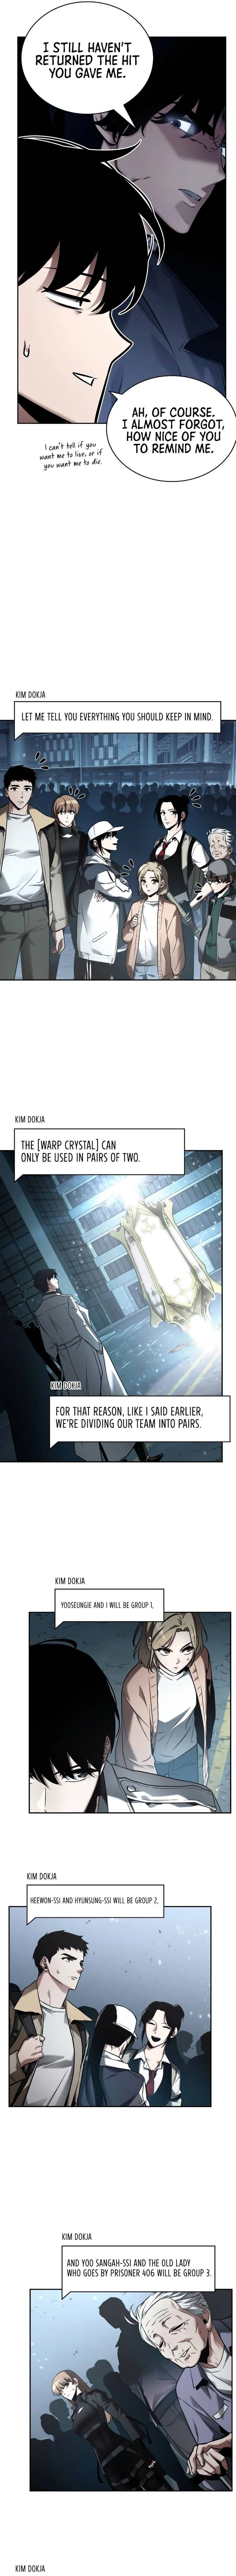 I STILL HAVEN'T
RETURNED THE HIT
YOU GAVE ME.
AH, OF COURSE.
I ALMOST FORGOT,
HOW NICE OF YOU
TO REMIND ME.
I can't tell if you
want me to live, or if
you want me to die.
KIM DOKJA
LET ME TELL YOU EVERYTHING YOU SHOULD KEEP IN MIND.
KIM DOKJA
THE [WARP CRYSTAL] CAN
ONLY BE USED IN PAIRS OF TWO.
KIM DOKJA
FOR THAT REASON, LIKE I SAID EARLIER,
WE'RE DIVIDING OUR TEAM INTO PAIRS.
KIM DOKJA
YOOSEUNGIE AND I WILL BE GROUP 1,
KIM DOKJA
HEEWON-SSI AND HYUNSUNG-SSI WILL BE GROUP 2,
KIM DOKJA
AND YOO SANGAH-SSI AND THE OLD LADY
WHO GOES BY PRISONER 406 WILL BE GROUP 3.
KIM DOKJA